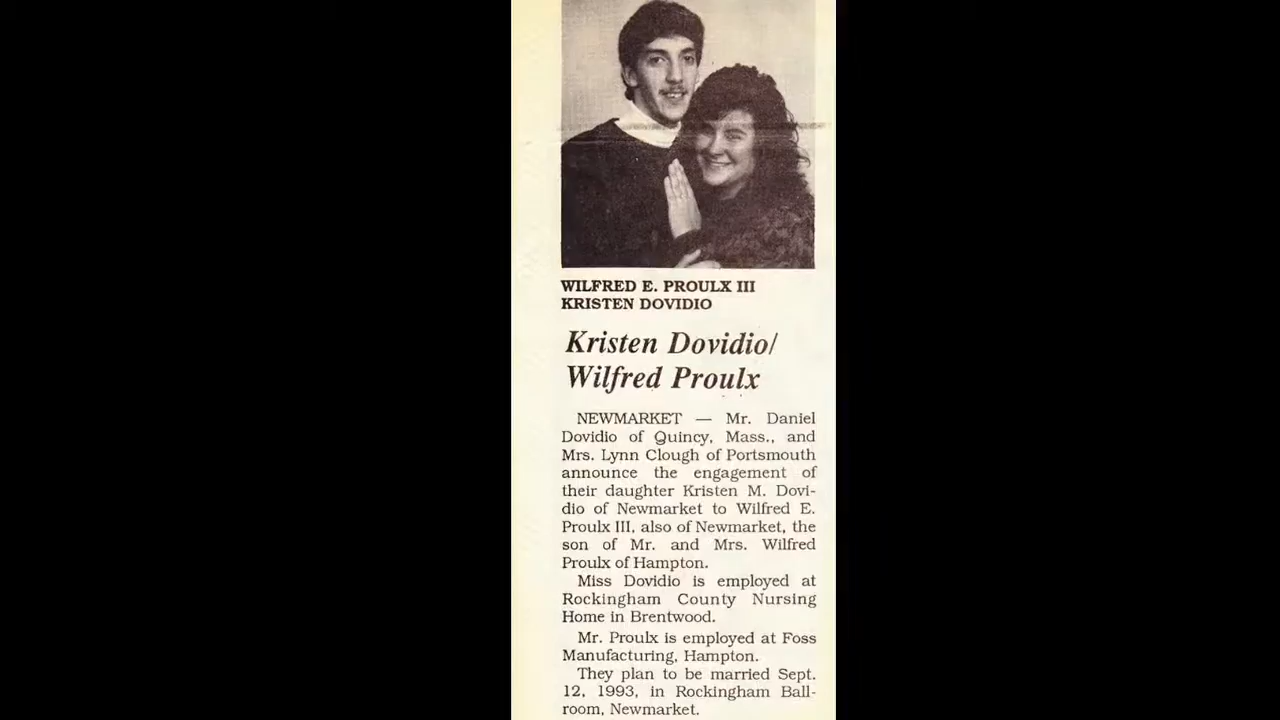 WILFRED E. PROULX III
KRISTEN DOVIDIO
Kristen Dovidio/
Wilfred Proulx
NEWMARKET — Mr. Daniel
Dovidio of Quincy, Mass., and
Mrs. Lynn Clough of Portsmouth
announce the engagement of
their daughter Kristen M. Dovi-
dio of Newmarket to Wilfred E.
Proulx III, also of Newmarket, the
son of Mr. and Mrs. Wilfred
Proulx of Hampton.
Miss Dovidio is employed at
Rockingham County Nursing
Home in Brentwood.
Mr. Proulx is employed at Foss
Manufacturing, Hampton.
They plan to be married Sept.
12, 1993, in Rockingham Ball-
room, Newmarket.